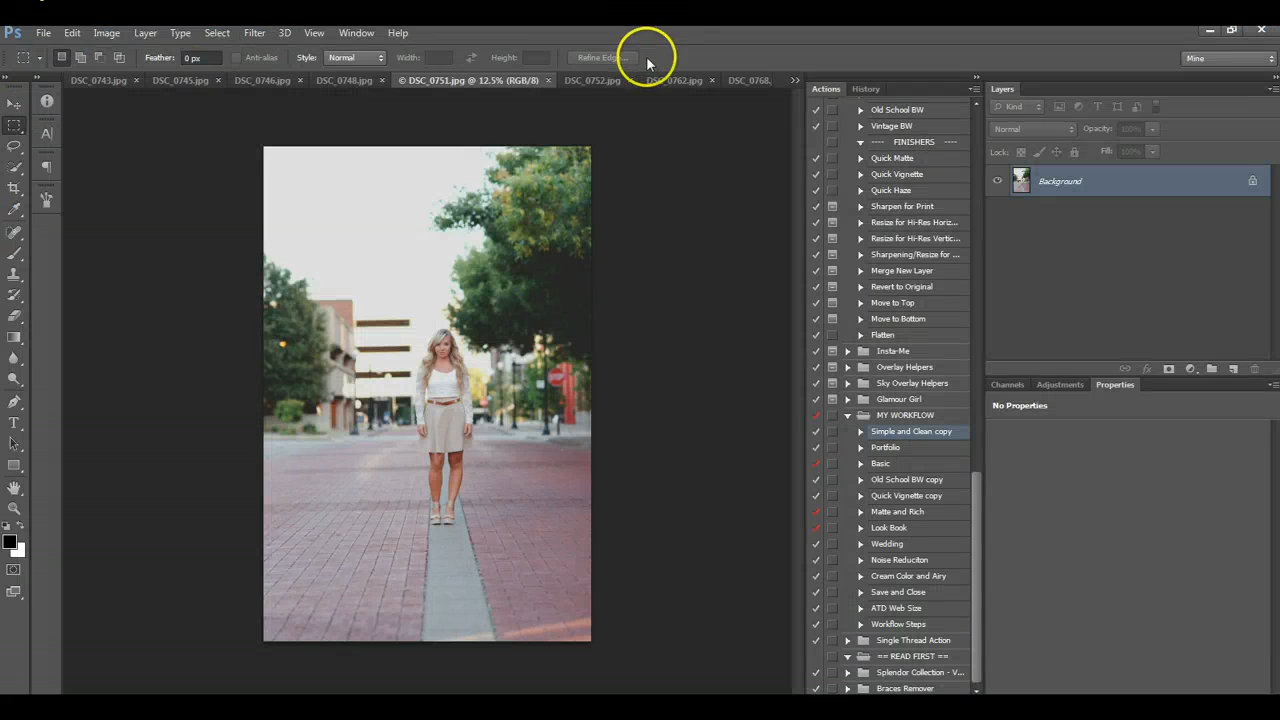 Ps File Edit Image Layer Type Select Filter 3D View Window Help
Feather: 0 px Anti-alias Style: Normal Width: Height: Refine Edge... Mine
DSC_0743.jpg × DSC_0745.jpg × DSC_0746.jpg × DSC_0748.jpg × © DSC_0751.jpg @ 12.5% (RGB/8) × DSC_0752.jpg DSC_0762.jpg × DSC_0768.
Actions History
Old School BW
Vintage BW
---- FINISHERS ----
Quick Matte
Quick Vignette
Quick Haze
Sharpen for Print
Resize for Hi-Res Horiz...
Resize for Hi-Res Vertic...
Sharpening/Resize for ...
Merge New Layer
Revert to Original
Move to Top
Move to Bottom
Flatten
Insta-Me
Overlay Helpers
Sky Overlay Helpers
Glamour Girl
MY WORKFLOW
Simple and Clean copy
Portfolio
Basic
Old School BW copy
Quick Vignette copy
Matte and Rich
Look Book
Wedding
Noise Reduciton
Cream Color and Airy
Save and Close
ATD Web Size
Workflow Steps
Single Thread Action
== READ FIRST ==
Splendor Collection - V...
Braces Remover
Layers
Kind
Normal Opacity: 100%
Lock: Fill: 100%
Background
Channels Adjustments Properties
No Properties